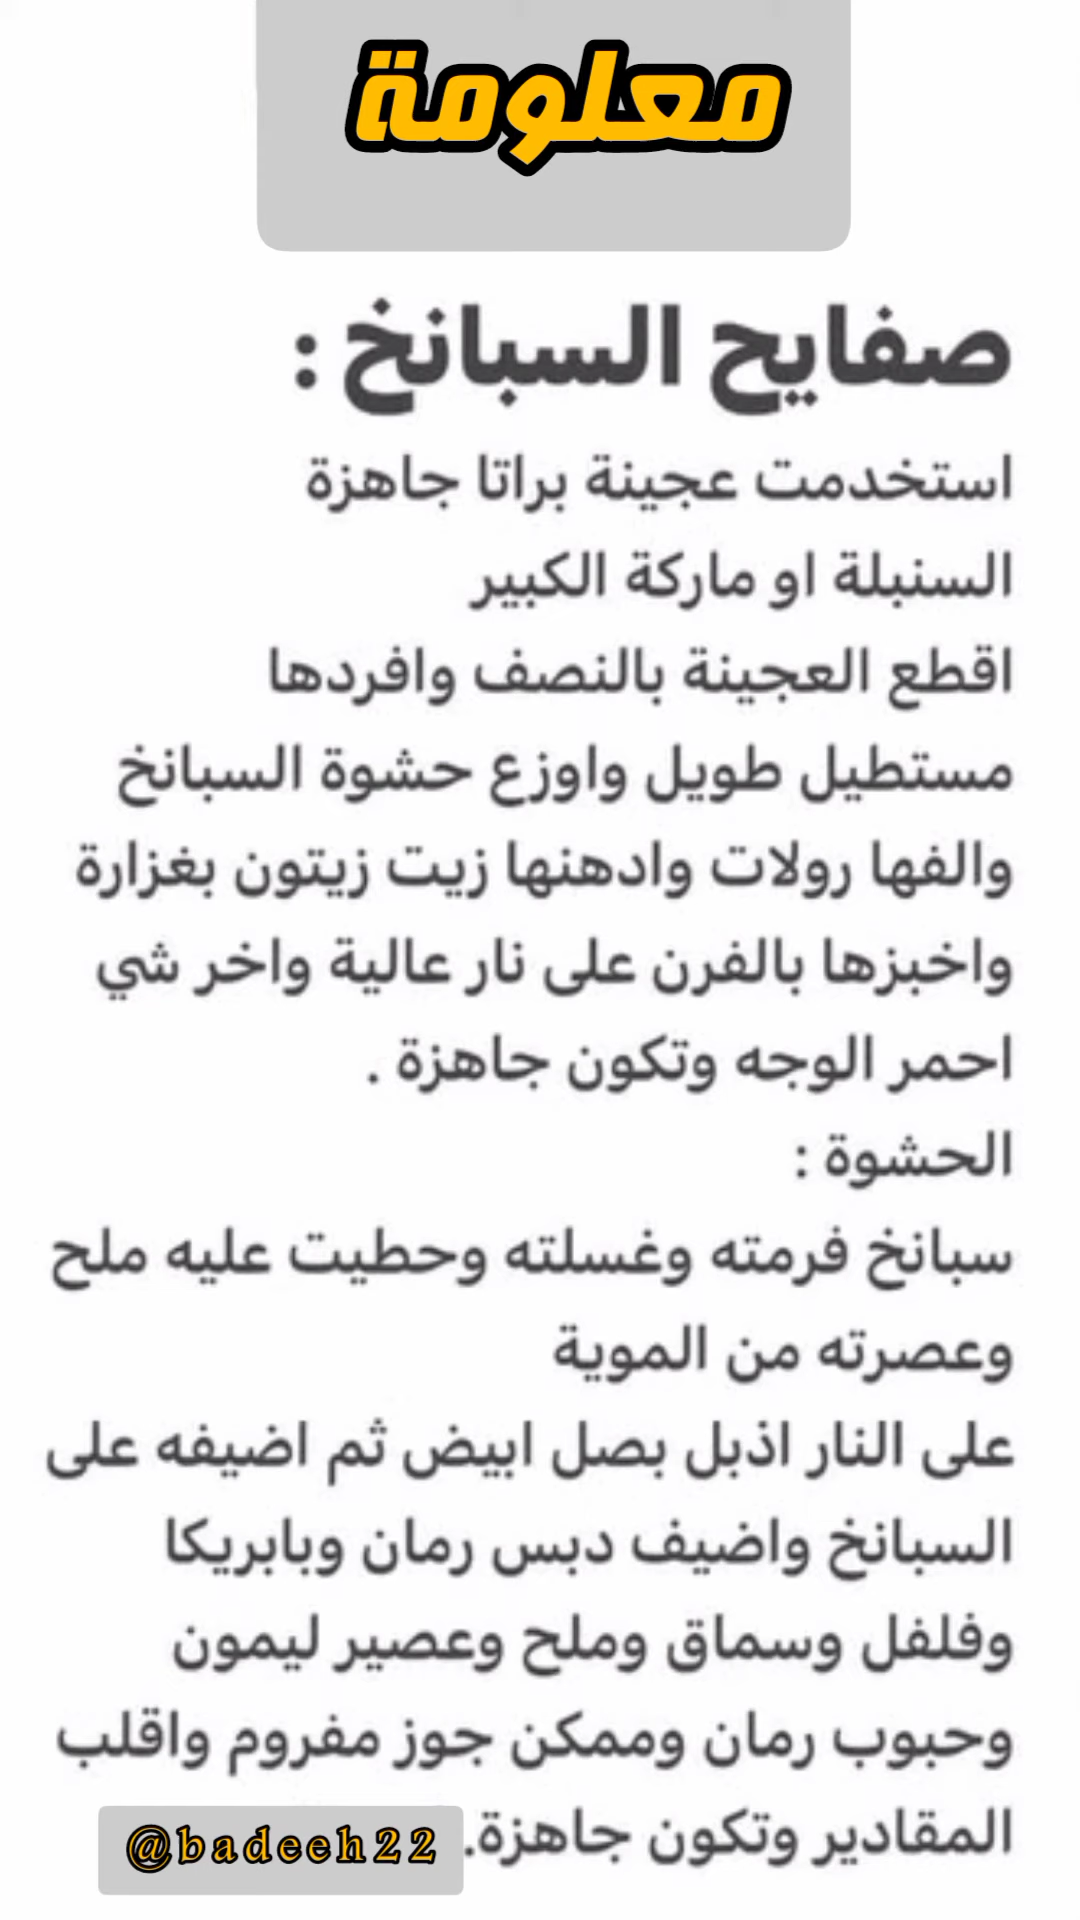 معلومة
صفايح السبانخ :
استخدمت عجينة براتا جاهزة
السنبلة او ماركة الكبير
اقطع العجينة بالنصف وافردها
مستطيل طويل واوزع حشوة السبانخ
والفها رولات وادهنها زيت زيتون بغزارة
واخبزها بالفرن على نار عالية واخر شي
احمر الوجه وتكون جاهزة .
الحشوة :
سبانخ فرمته وغسلته وحطيت عليه ملح
وعصرته من الموية
على النار اذبل بصل ابيض ثم اضيفه على
السبانخ واضيف دبس رمان وبابريكا
وفلفل وسماق وملح وعصير ليمون
وحبوب رمان وممكن جوز مفروم واقلب
المقادير وتكون جاهزة.
@badeeh22